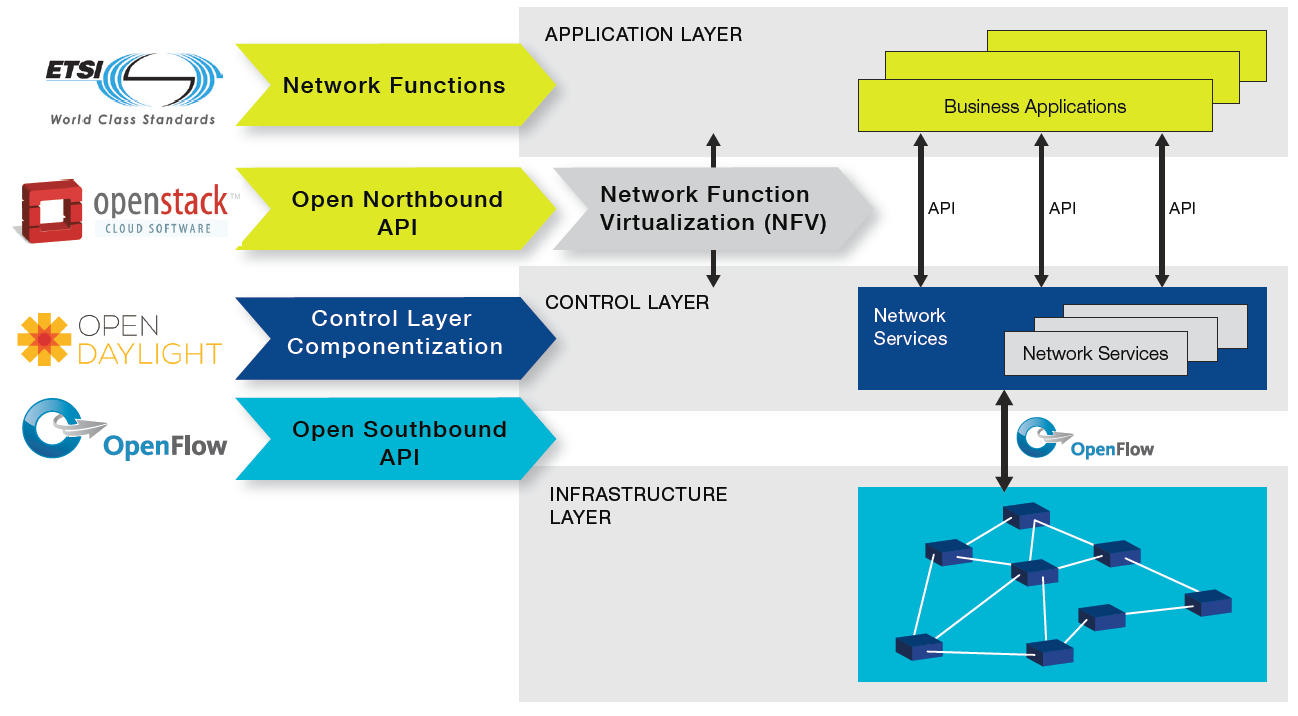 APPLICATION LAYER
ETSI
World Class Standards
Network Functions
Business Applications
openstack™
CLOUD SOFTWARE
Open Northbound
API
Network Function
Virtualization (NFV)
API
API
API
CONTROL LAYER
OPEN
DAYLIGHT
Control Layer
Componentization
Network
Services
Network Services
OpenFlow
Open Southbound
API
OpenFlow
INFRASTRUCTURE
LAYER